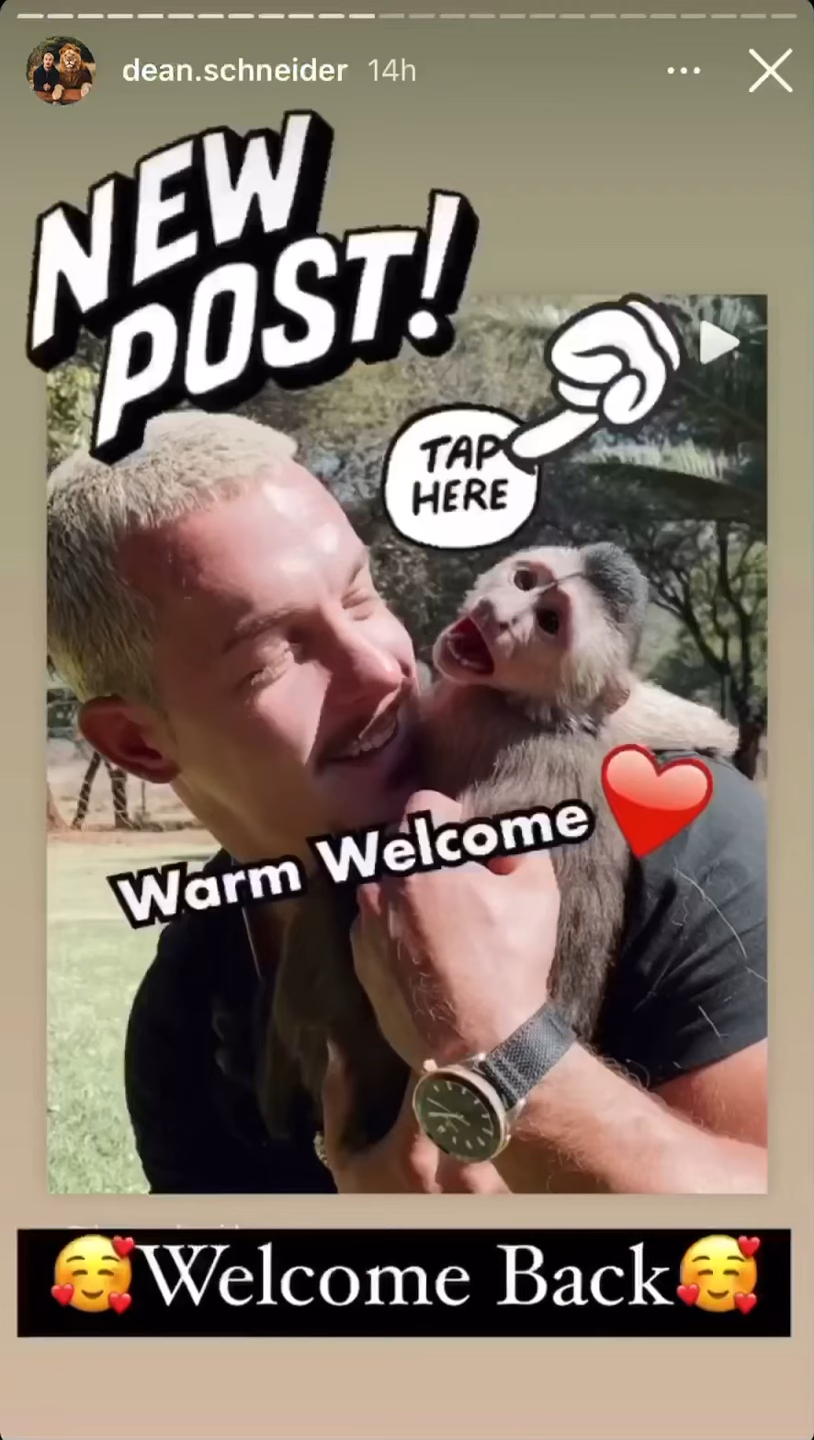 dean.schneider 14h
NEW
POST!
TAP
HERE
Warm Welcome ❤️
🥰Welcome Back🥰